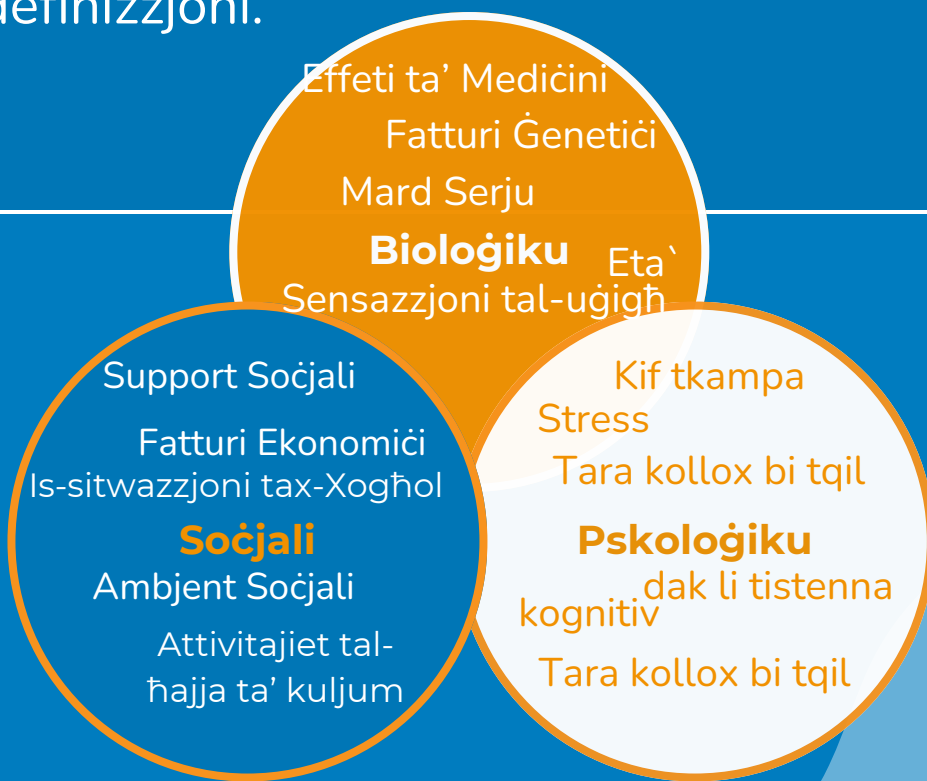 definizzjoni.
Effeti ta’ Mediċini
Fatturi Ġenetiċi
Mard Serju
Bioloġiku
Eta`
Sensazzjoni tal-uġigħ
Support Soċjali
Fatturi Ekonomiċi
Is-sitwazzjoni tax-Xogħol
Soċjali
Ambjent Soċjali
Attivitajiet tal-
ħajja ta’ kuljum
Kif tkampa
Stress
Tara kollox bi tqil
Pskoloġiku
dak li tistenna
kognitiv
Tara kollox bi tqil